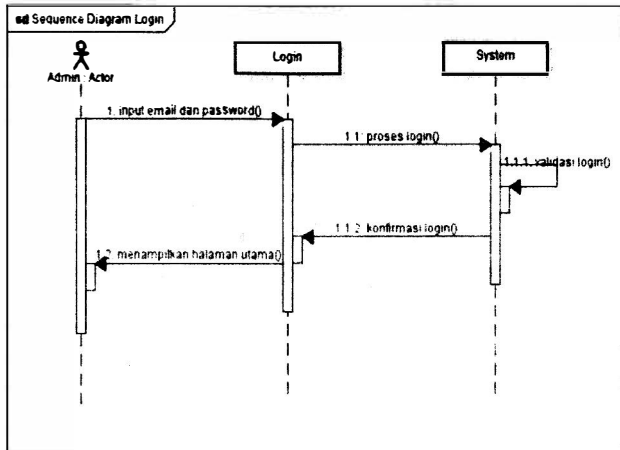 sd Sequence Diagram Login
Admin : Actor
Login
System
1: input email dan password()
1.1: proses login()
1.1.1: validasi login()
1.1.2: konfirmasi login()
1.2: menampilkan halaman utama()